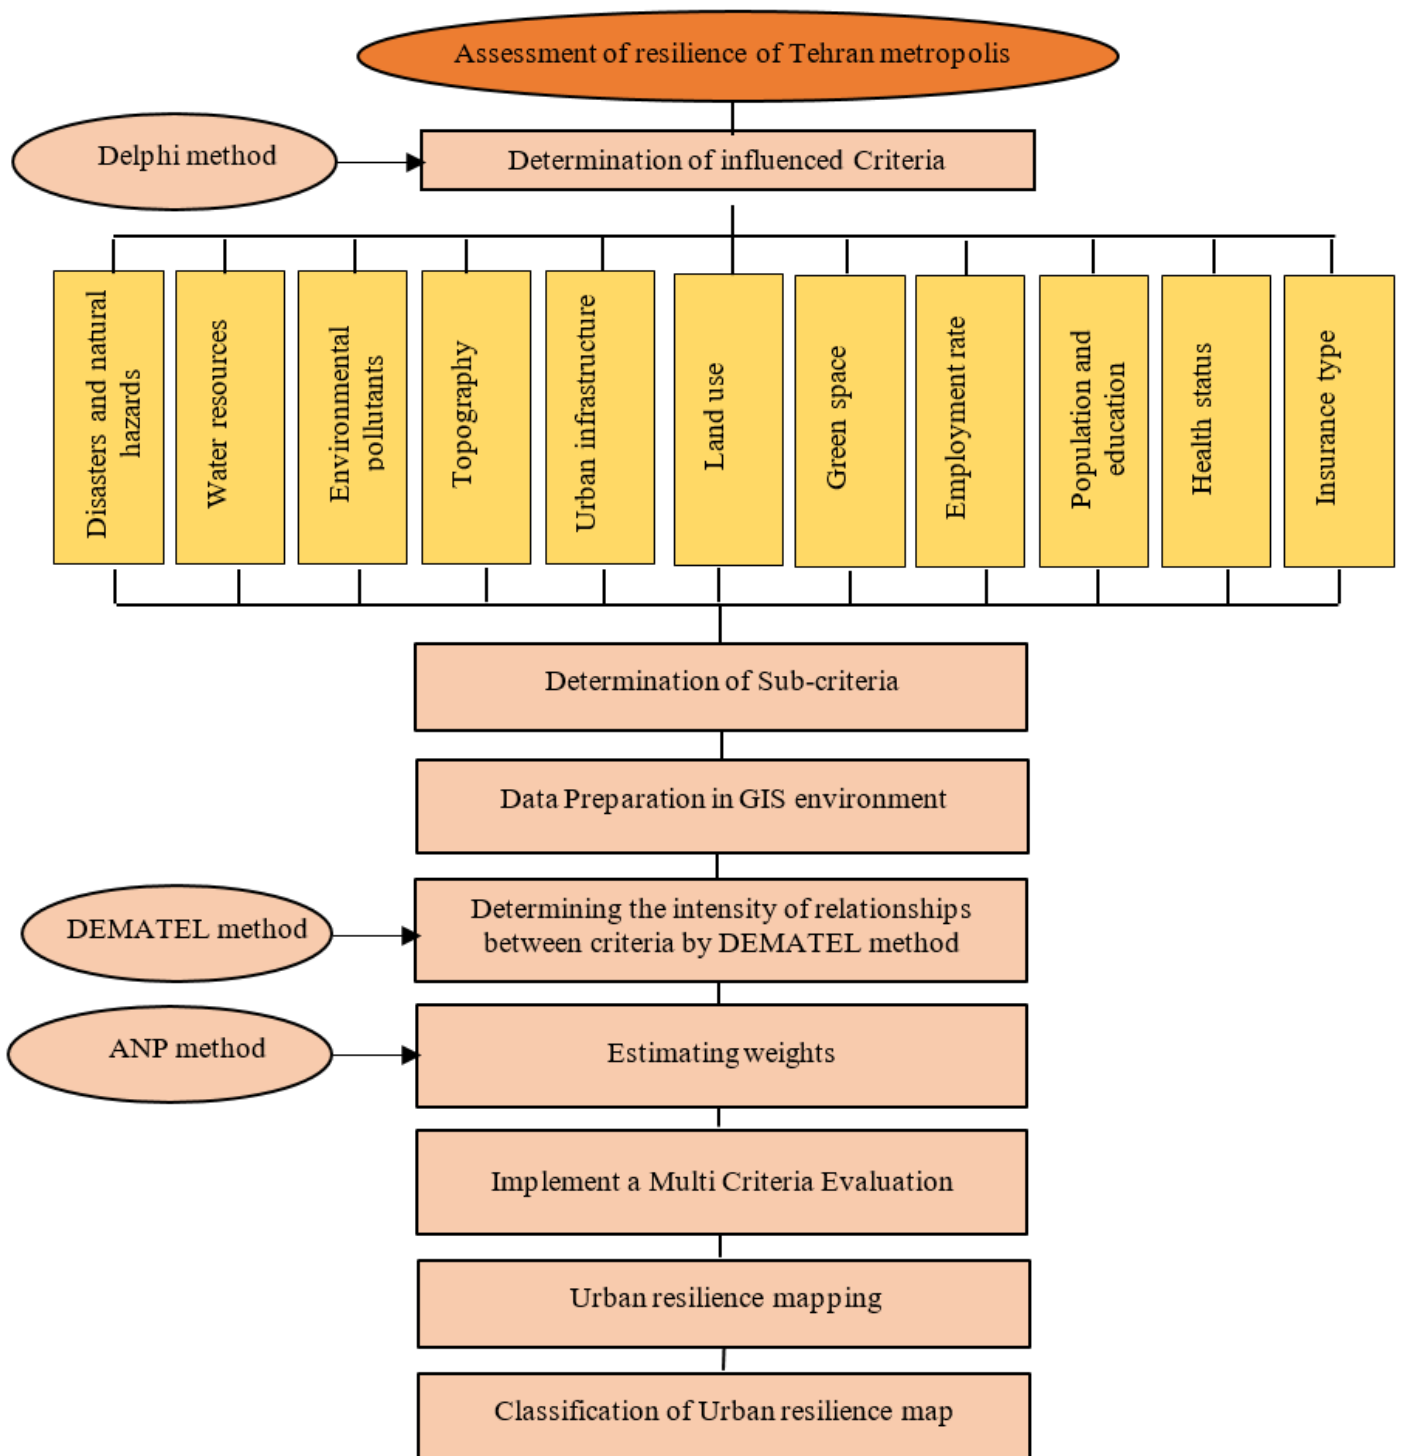 Assessment of resilience of Tehran metropolis
Delphi method
Determination of influenced Criteria
Disasters and natural
hazards
Water resources
Environmental
pollutants
Topography
Urban infrastructure
Land use
Green space
Employment rate
Population and
education
Health status
Insurance type
Determination of Sub-criteria
Data Preparation in GIS environment
DEMATEL method
Determining the intensity of relationships
between criteria by DEMATEL method
ANP method
Estimating weights
Implement a Multi Criteria Evaluation
Urban resilience mapping
Classification of Urban resilience map